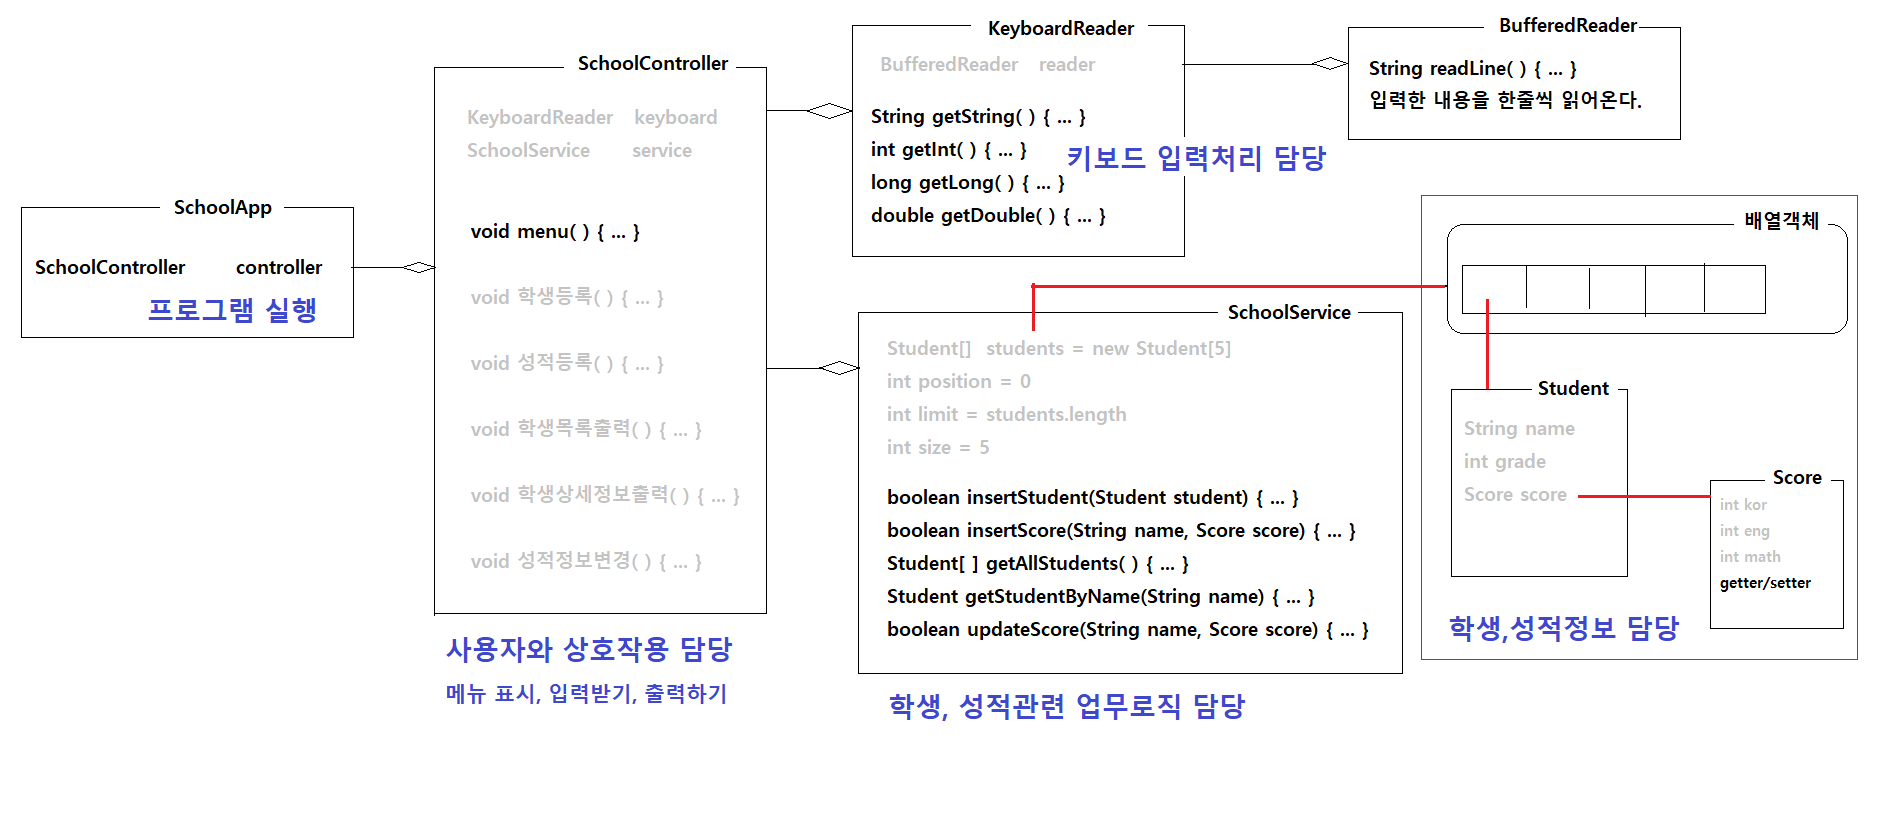 SchoolApp
SchoolController controller
프로그램 실행
SchoolController
KeyboardReader keyboard
SchoolService service
void menu( ) { ... }
void 학생등록( ) { ... }
void 성적등록( ) { ... }
void 학생목록출력( ) { ... }
void 학생상세정보출력( ) { ... }
void 성적정보변경( ) { ... }
사용자와 상호작용 담당
메뉴 표시, 입력받기, 출력하기
KeyboardReader
BufferedReader reader
String getString( ) { ... }
int getInt( ) { ... }
long getLong( ) { ... }
double getDouble( ) { ... }
키보드 입력처리 담당
BufferedReader
String readLine( ) { ... }
입력한 내용을 한줄씩 읽어온다.
SchoolService
Student[] students = new Student[5]
int position = 0
int limit = students.length
int size = 5
boolean insertStudent(Student student) { ... }
boolean insertScore(String name, Score score) { ... }
Student[ ] getAllStudents( ) { ... }
Student getStudentByName(String name) { ... }
boolean updateScore(String name, Score score) { ... }
학생, 성적관련 업무로직 담당
배열객체
Student
String name
int grade
Score score
Score
int kor
int eng
int math
getter/setter
학생,성적정보 담당